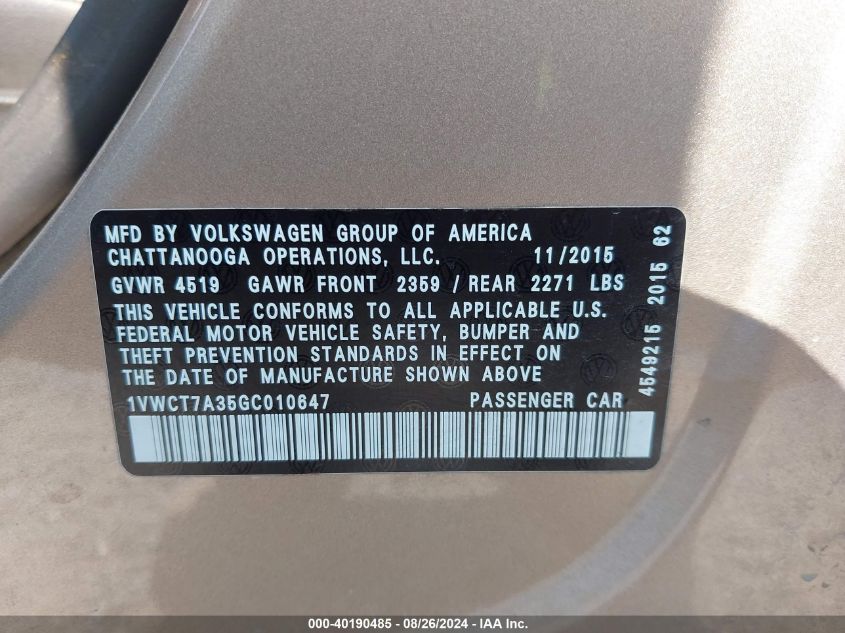 MFD BY VOLKSWAGEN GROUP OF AMERICA
CHATTANOOGA OPERATIONS, LLC. 11/2015
GVWR 4519 GAWR FRONT 2359 / REAR 2271 LBS
THIS VEHICLE CONFORMS TO ALL APPLICABLE U.S.
FEDERAL MOTOR VEHICLE SAFETY, BUMPER AND
THEFT PREVENTION STANDARDS IN EFFECT ON
THE DATE OF MANUFACTURE SHOWN ABOVE
1VWCT7A35GC010647 PASSENGER CAR
4549215 2015 62
000-40190485 - 08/26/2024 - IAA Inc.